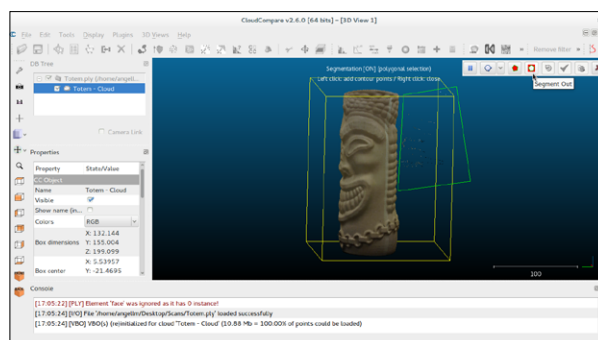 CloudCompare v2.6.0 [64 bits] - [3D View 1]
File Edit Tools Display Plugins 3D Views Help
Remove filter
DB Tree
Totem.ply (/home/angell...
Totem - Cloud
Camera Link
Segmentation [ON] (polygonal selection)
Left click: add contour points / Right click: close
Segment Out
Properties
Property State/Value
CC Object
Name Totem - Cloud
Visible
Show name (in...
Colors RGB
X: 132.144
Box dimensions Y: 155.004
Z: 199.099
X: 5.53957
Box center Y: -21.4695
100
Console
[17:05:22] [PLY] Element 'face' was ignored as it has 0 instance!
[17:05:24] [I/O] File '/home/angellm/Desktop/Scans/Totem.ply' loaded successfully
[17:05:24] [VBO] VBO(s) (re)initialized for cloud 'Totem - Cloud' (10.88 Mb = 100.00% of points could be loaded)